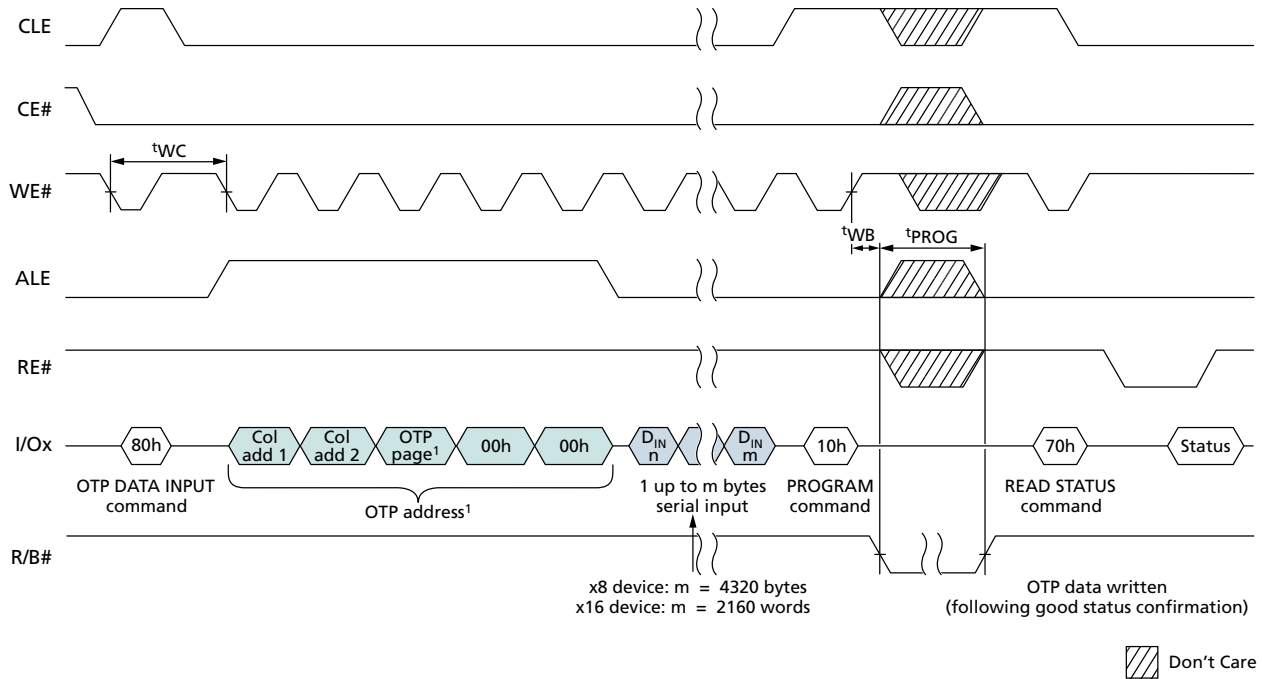 CLE
CE#
tWC
WE#
tWB
tPROG
ALE
RE#
I/Ox
80h
Col
add 1
Col
add 2
OTP
page1
00h
00h
DIN
n
DIN
m
10h
70h
Status
OTP DATA INPUT
command
OTP address1
1 up to m bytes
serial input
PROGRAM
command
READ STATUS
command
R/B#
x8 device: m = 4320 bytes
x16 device: m = 2160 words
OTP data written
(following good status confirmation)
Don't Care